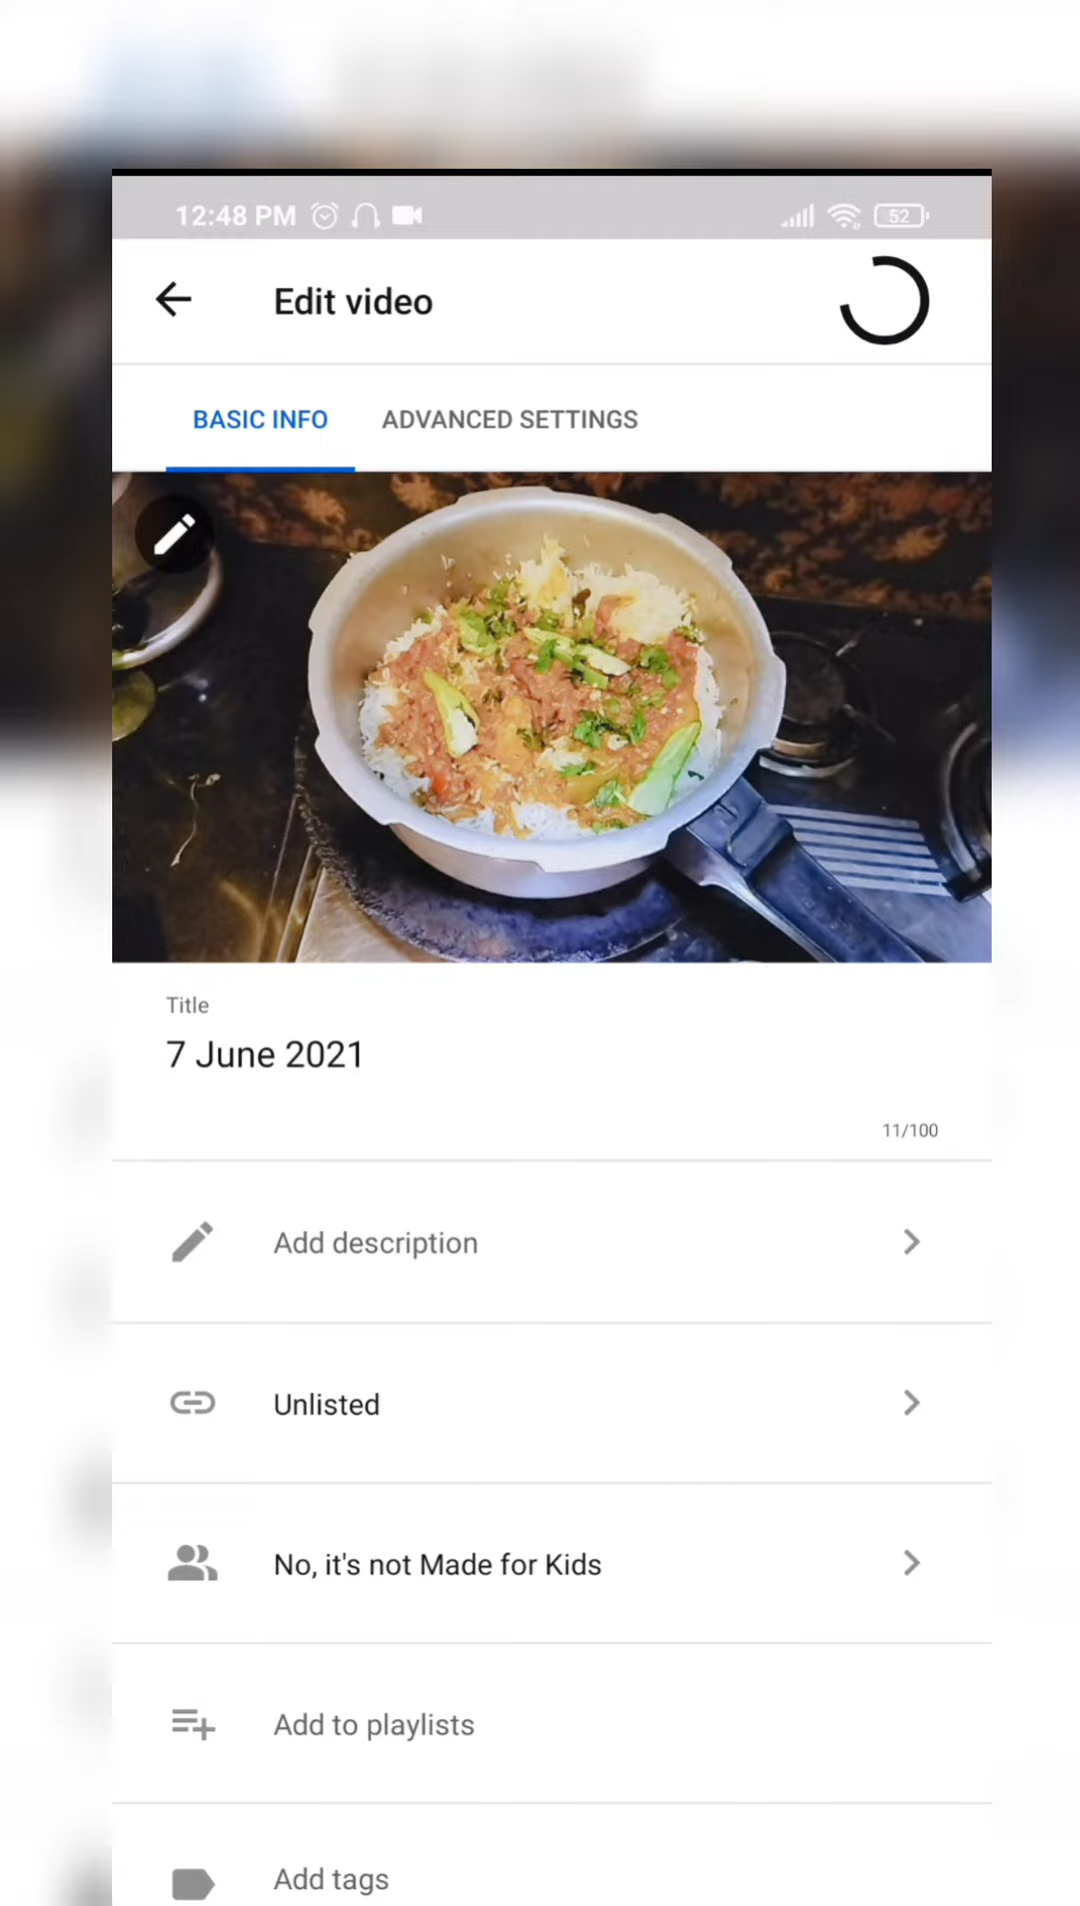 12:48 PM
52
Edit video
BASIC INFO
ADVANCED SETTINGS
Title
7 June 2021
11/100
Add description
Unlisted
No, it's not Made for Kids
Add to playlists
Add tags